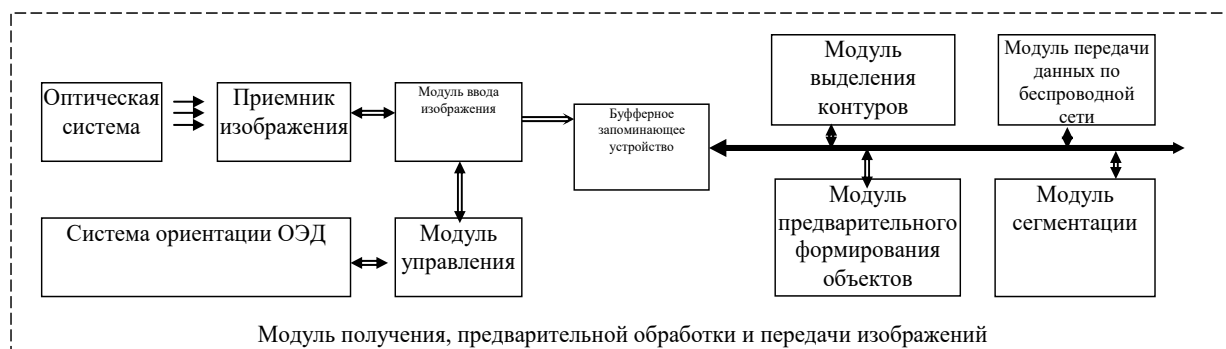 Оптическая
система
Приемник
изображения
Модуль ввода
изображения
Буферное
запоминающее
устройство
Модуль
выделения
контуров
Модуль передачи
данных по
беспроводной
сети
Система ориентации ОЭД
Модуль
управления
Модуль
предварительного
формирования
объектов
Модуль
сегментации
Модуль получения, предварительной обработки и передачи изображений